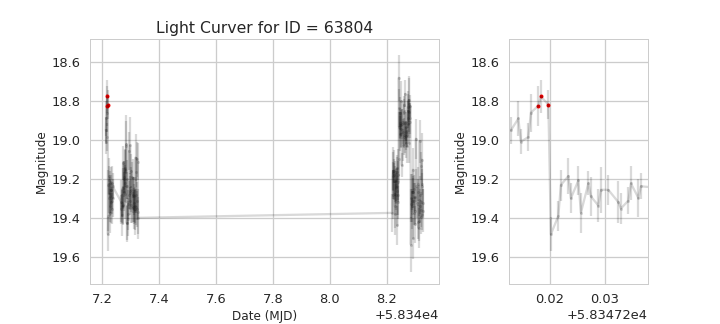 Light Curver for ID = 63804
Magnitude
18.6
18.8
19.0
19.2
19.4
19.6
7.2 7.4 7.6 7.8 8.0 8.2
Date (MJD)
+5.834e4
Magnitude
18.6
18.8
19.0
19.2
19.4
19.6
0.02 0.03
+5.83472e4